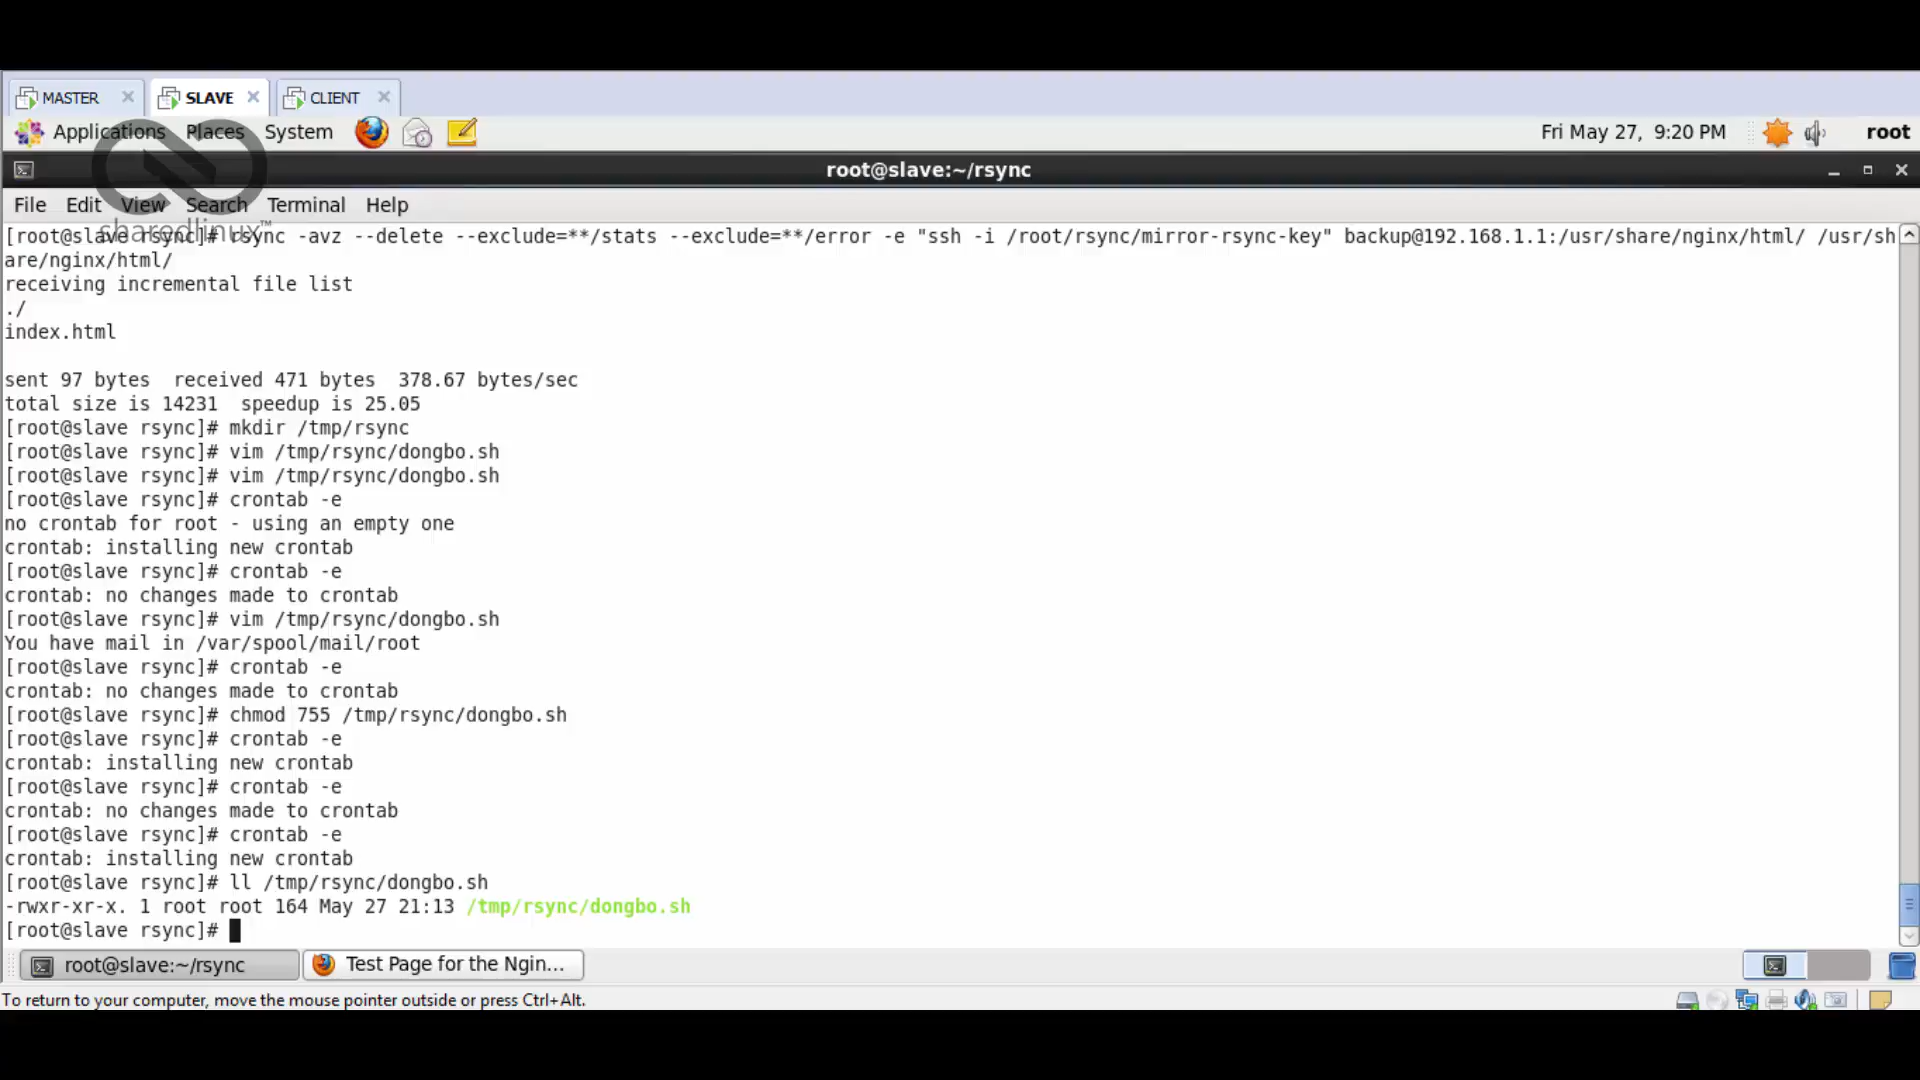 MASTER SLAVE CLIENT
Applications Places System Fri May 27, 9:20 PM root
root@slave:~/rsync
File Edit View Search Terminal Help
sharedlinux™
[root@slave rsync]# rsync -avz --delete --exclude=**/stats --exclude=**/error -e "ssh -i /root/rsync/mirror-rsync-key" backup@192.168.1.1:/usr/share/nginx/html/ /usr/sh
are/nginx/html/
receiving incremental file list
./
index.html
sent 97 bytes  received 471 bytes  378.67 bytes/sec
total size is 14231  speedup is 25.05
[root@slave rsync]# mkdir /tmp/rsync
[root@slave rsync]# vim /tmp/rsync/dongbo.sh
[root@slave rsync]# vim /tmp/rsync/dongbo.sh
[root@slave rsync]# crontab -e
no crontab for root - using an empty one
crontab: installing new crontab
[root@slave rsync]# crontab -e
crontab: no changes made to crontab
[root@slave rsync]# vim /tmp/rsync/dongbo.sh
You have mail in /var/spool/mail/root
[root@slave rsync]# crontab -e
crontab: no changes made to crontab
[root@slave rsync]# chmod 755 /tmp/rsync/dongbo.sh
[root@slave rsync]# crontab -e
crontab: installing new crontab
[root@slave rsync]# crontab -e
crontab: no changes made to crontab
[root@slave rsync]# crontab -e
crontab: installing new crontab
[root@slave rsync]# ll /tmp/rsync/dongbo.sh
-rwxr-xr-x. 1 root root 164 May 27 21:13 /tmp/rsync/dongbo.sh
[root@slave rsync]#
root@slave:~/rsync Test Page for the Ngin...
To return to your computer, move the mouse pointer outside or press Ctrl+Alt.